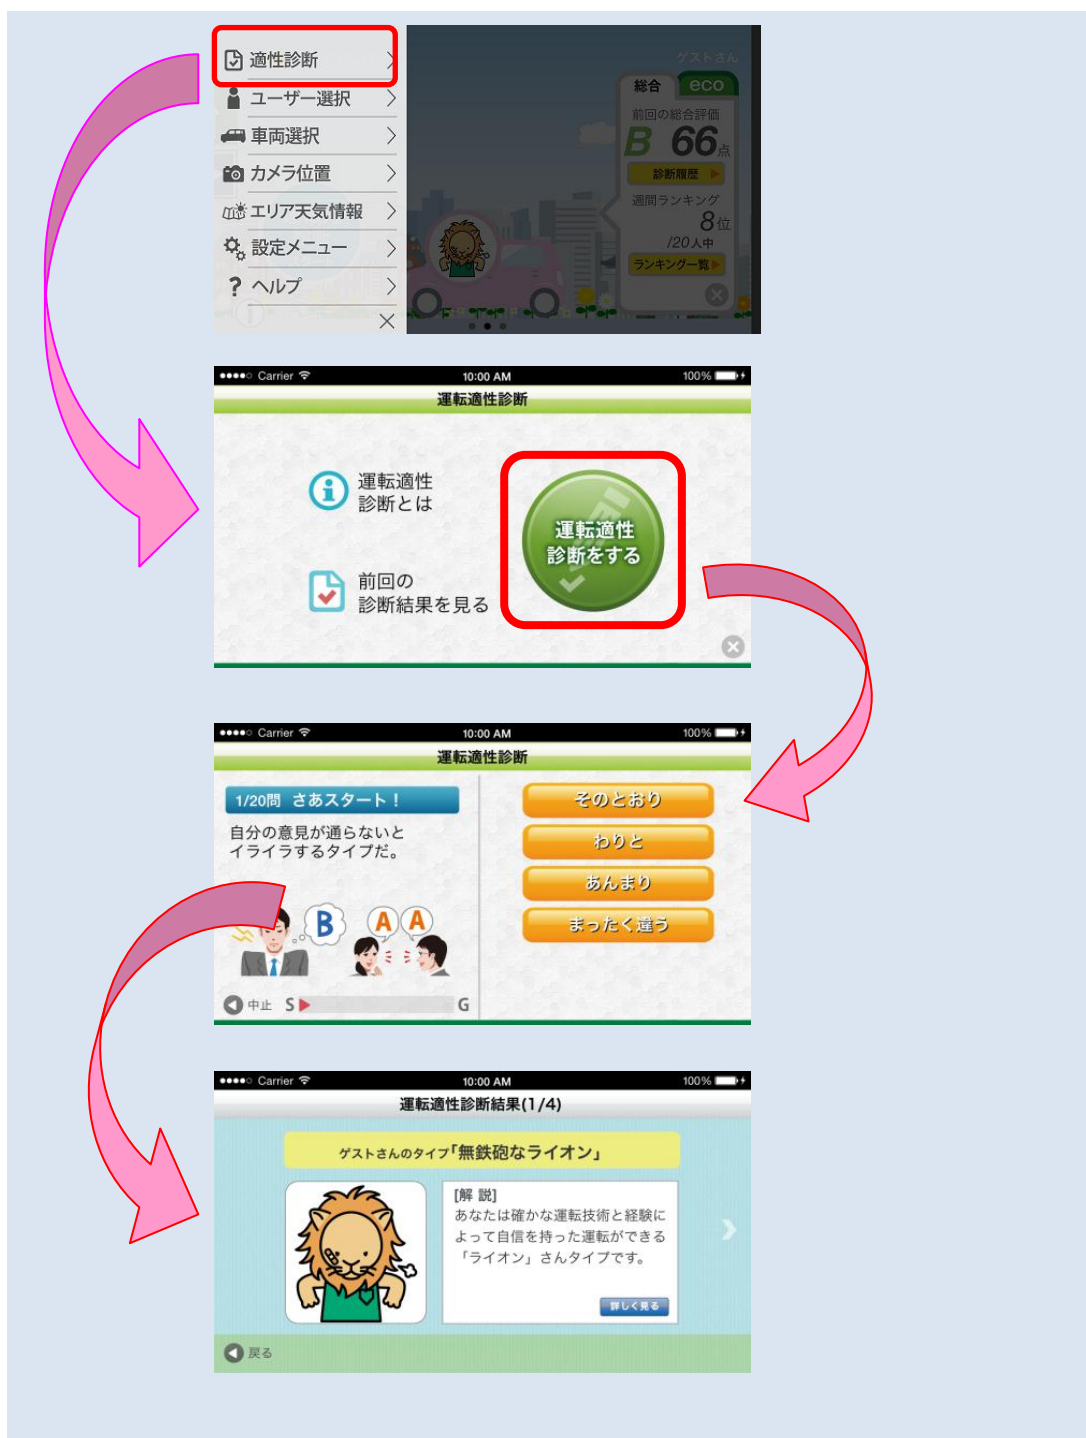 適性診断
ユーザー選択
車両選択
カメラ位置
エリア天気情報
設定メニュー
ヘルプ
ゲストさん
総合 eco
前回の総合評価
B 66点
診断履歴
週間ランキング
8位
/20人中
ランキング一覧
Carrier 10:00 AM 100%
運転適性診断
運転適性
診断とは
前回の
診断結果を見る
運転適性
診断をする
Carrier 10:00 AM 100%
運転適性診断
1/20問 さあスタート！
自分の意見が通らないと
イライラするタイプだ。
B A A
中止 S G
そのとおり
わりと
あんまり
まったく違う
Carrier 10:00 AM 100%
運転適性診断結果(1/4)
ゲストさんのタイプ「無鉄砲なライオン」
[解 説]
あなたは確かな運転技術と経験に
よって自信を持った運転ができる
「ライオン」さんタイプです。
詳しく見る
戻る